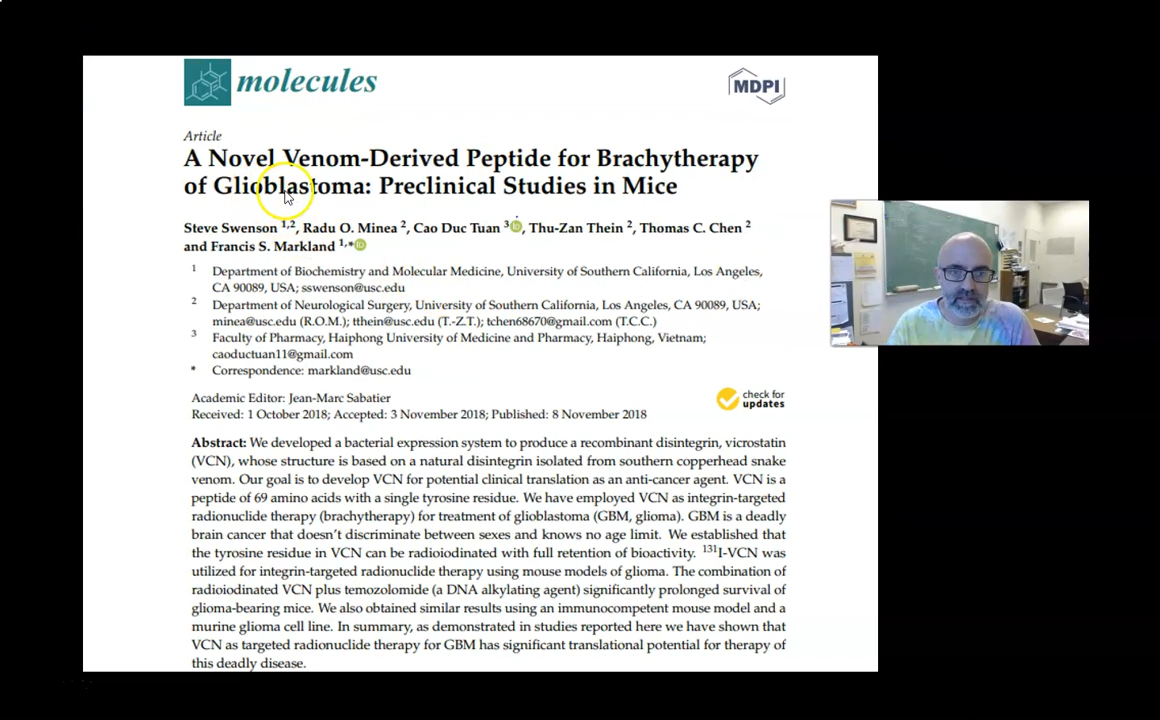 molecules
MDPI
Article
A Novel Venom-Derived Peptide for Brachytherapy
of Glioblastoma: Preclinical Studies in Mice
Steve Swenson 1,2, Radu O. Minea 2, Cao Duc Tuan 3, Thu-Zan Thein 2, Thomas C. Chen 2
and Francis S. Markland 1,*
1 Department of Biochemistry and Molecular Medicine, University of Southern California, Los Angeles,
CA 90089, USA; sswenson@usc.edu
2 Department of Neurological Surgery, University of Southern California, Los Angeles, CA 90089, USA;
minea@usc.edu (R.O.M.); tthein@usc.edu (T.-Z.T.); tchen68670@gmail.com (T.C.C.)
3 Faculty of Pharmacy, Haiphong University of Medicine and Pharmacy, Haiphong, Vietnam;
caoductuan11@gmail.com
* Correspondence: markland@usc.edu
Academic Editor: Jean-Marc Sabatier
Received: 1 October 2018; Accepted: 3 November 2018; Published: 8 November 2018
check for
updates
Abstract: We developed a bacterial expression system to produce a recombinant disintegrin, vicrostatin
(VCN), whose structure is based on a natural disintegrin isolated from southern copperhead snake
venom. Our goal is to develop VCN for potential clinical translation as an anti-cancer agent. VCN is a
peptide of 69 amino acids with a single tyrosine residue. We have employed VCN as integrin-targeted
radionuclide therapy (brachytherapy) for treatment of glioblastoma (GBM, glioma). GBM is a deadly
brain cancer that doesn't discriminate between sexes and knows no age limit. We established that
the tyrosine residue in VCN can be radioiodinated with full retention of bioactivity. 131I-VCN was
utilized for integrin-targeted radionuclide therapy using mouse models of glioma. The combination of
radioiodinated VCN plus temozolomide (a DNA alkylating agent) significantly prolonged survival of
glioma-bearing mice. We also obtained similar results using an immunocompetent mouse model and a
murine glioma cell line. In summary, as demonstrated in studies reported here we have shown that
VCN as targeted radionuclide therapy for GBM has significant translational potential for therapy of
this deadly disease.